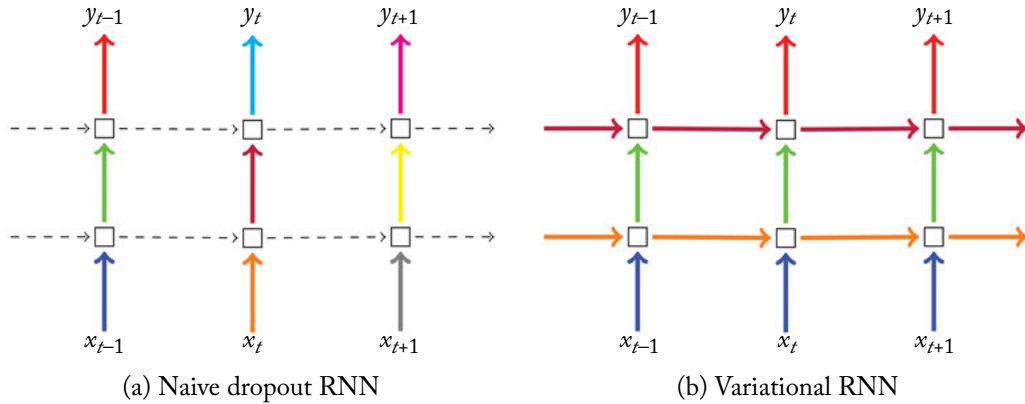 y_{t–1} y_t y_{t+1} y_{t–1} y_t y_{t+1}
x_{t–1} x_t x_{t+1} x_{t–1} x_t x_{t+1}
(a) Naive dropout RNN (b) Variational RNN